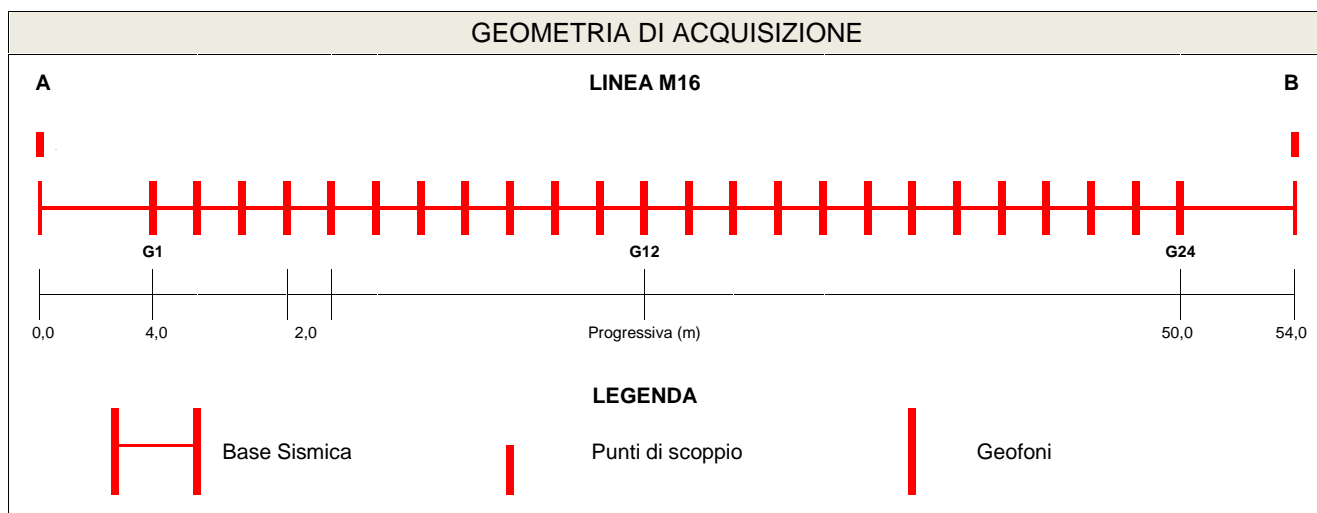 GEOMETRIA DI ACQUISIZIONE
A LINEA M16 B
G1 G12 G24
0,0 4,0 2,0 Progressiva (m) 50,0 54,0
LEGENDA
Base Sismica Punti di scoppio Geofoni